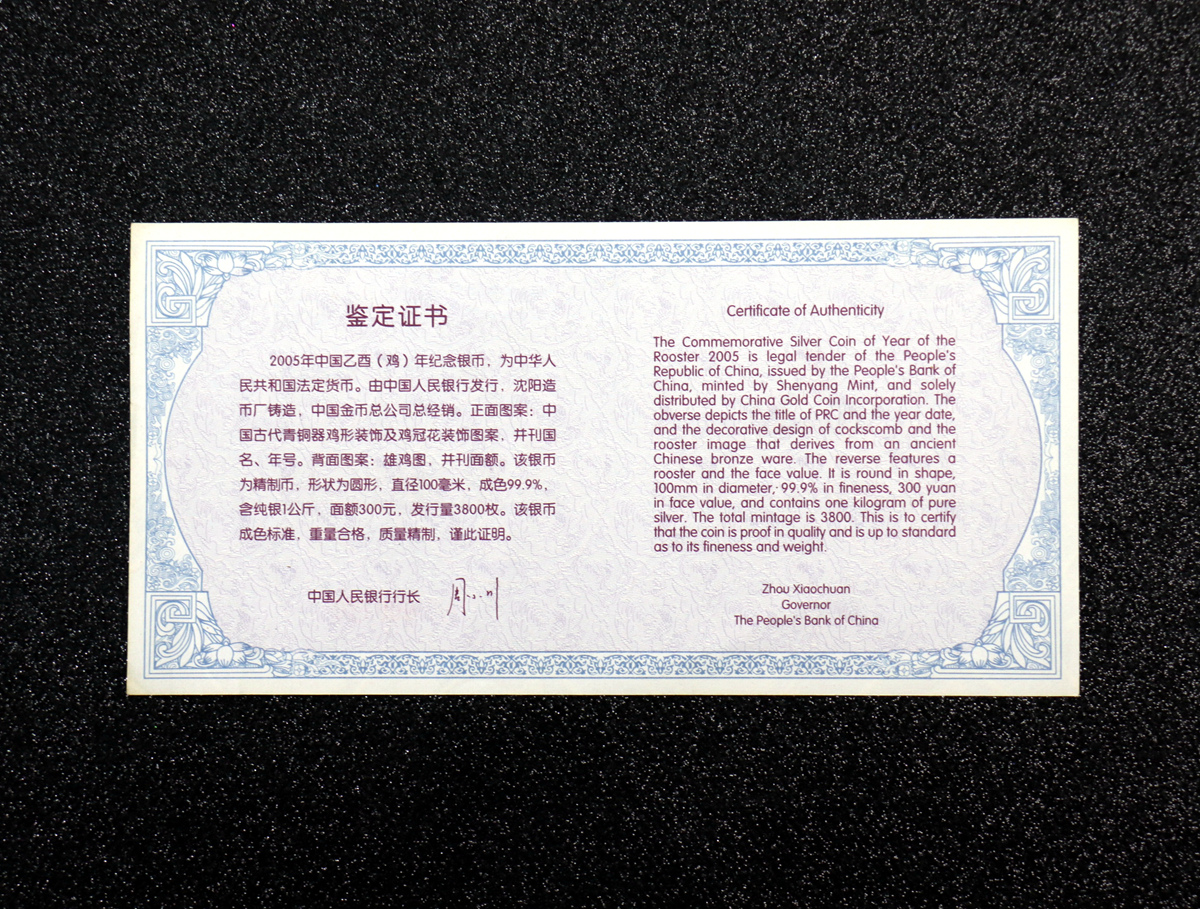 鉴定证书
2005年中国乙酉（鸡）年纪念银币，为中华人
民共和国法定货币。由中国人民银行发行，沈阳造
币厂铸造，中国金币总公司总经销。正面图案：中
国古代青铜器鸡形装饰及鸡冠花装饰图案，并刊国
名、年号。背面图案：雄鸡图，并刊面额。该银币
为精制币，形状为圆形，直径100毫米，成色99.9%，
含纯银1公斤，面额300元，发行量3800枚。该银币
成色标准，重量合格，质量精制，谨此证明。
中国人民银行行长 周小川
Certificate of Authenticity
The Commemorative Silver Coin of Year of the
Rooster 2005 is legal tender of the People's
Republic of China, issued by the People's Bank of
China, minted by Shenyang Mint, and solely
distributed by China Gold Coin Incorporation. The
obverse depicts the title of PRC and the year date,
and the decorative design of cockscomb and the
rooster image that derives from an ancient
Chinese bronze ware. The reverse features a
rooster and the face value. It is round in shape,
100mm in diameter, 99.9% in fineness, 300 yuan
in face value, and contains one kilogram of pure
silver. The total mintage is 3800. This is to certify
that the coin is proof in quality and is up to standard
as to its fineness and weight.
Zhou Xiaochuan
Governor
The People's Bank of China